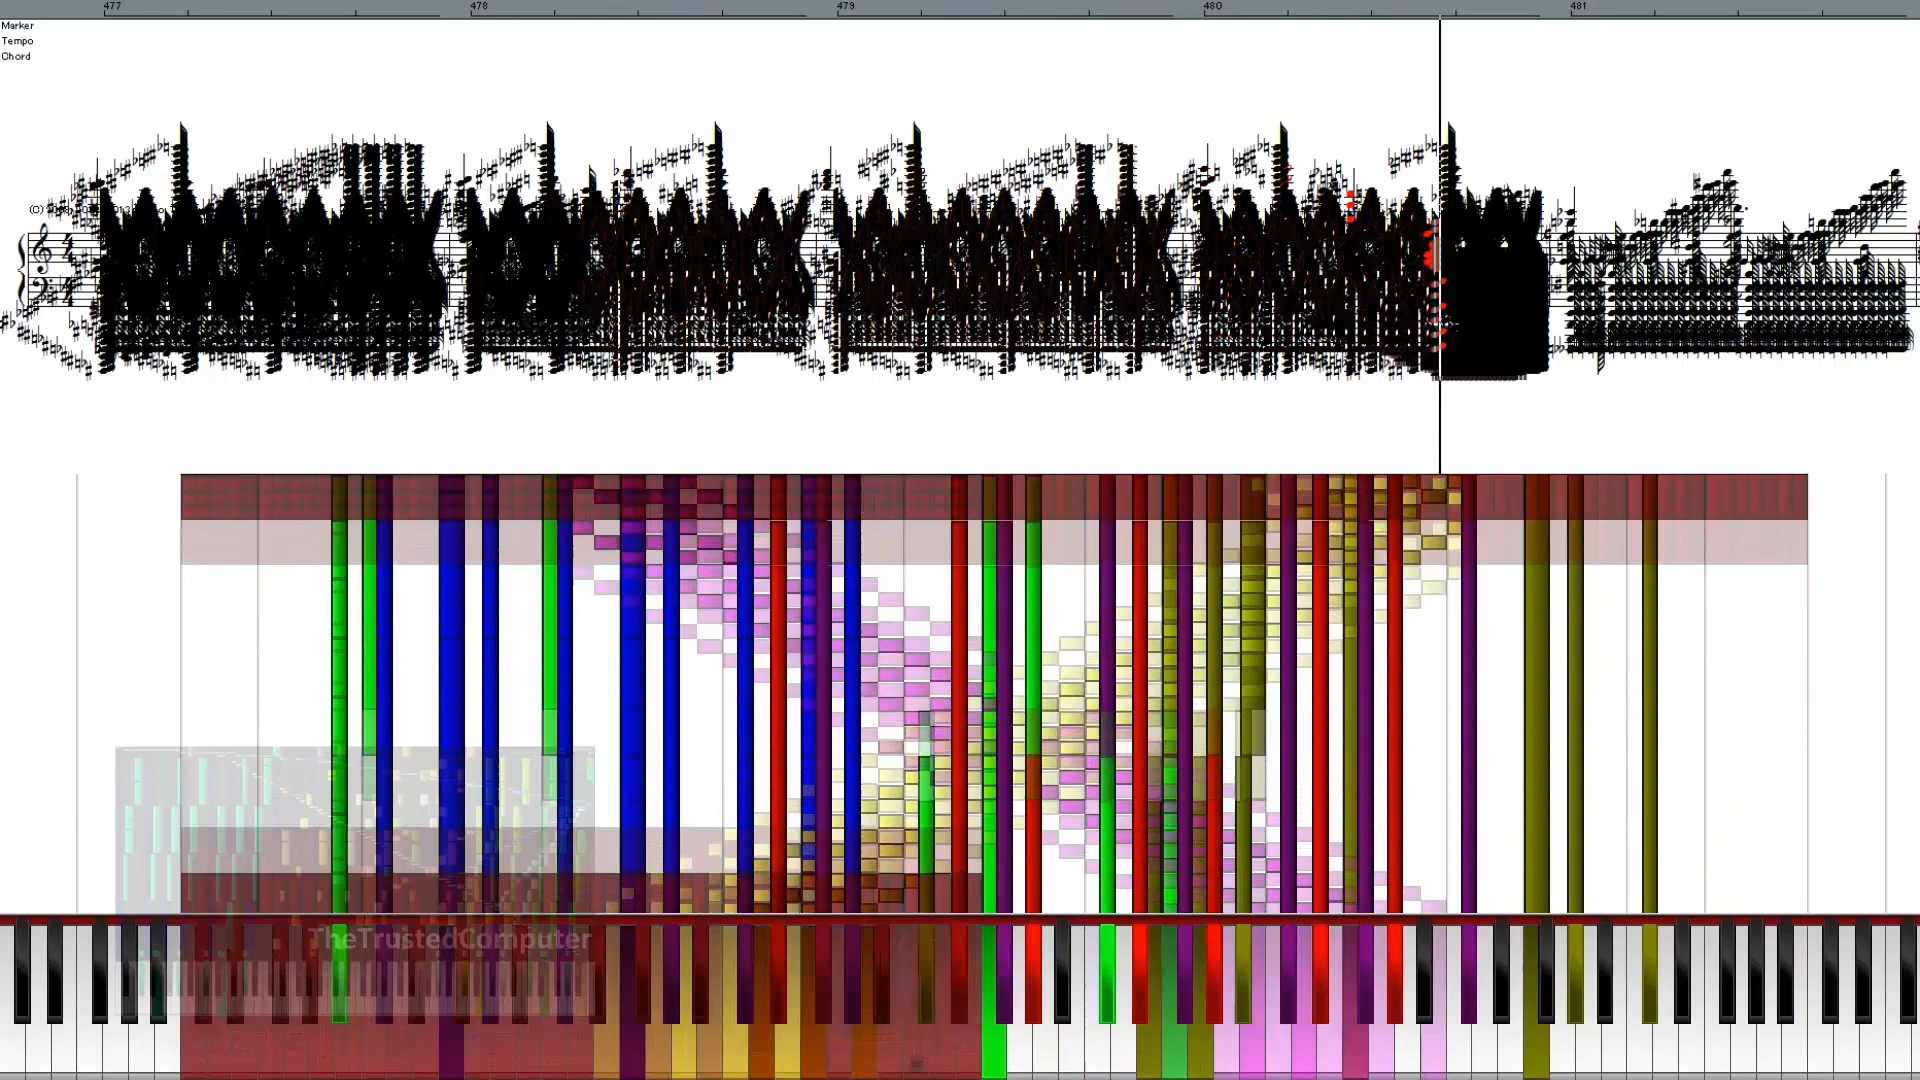 477 478 479 480 481
Marker
Tempo
Chord
TheTrustedComputer